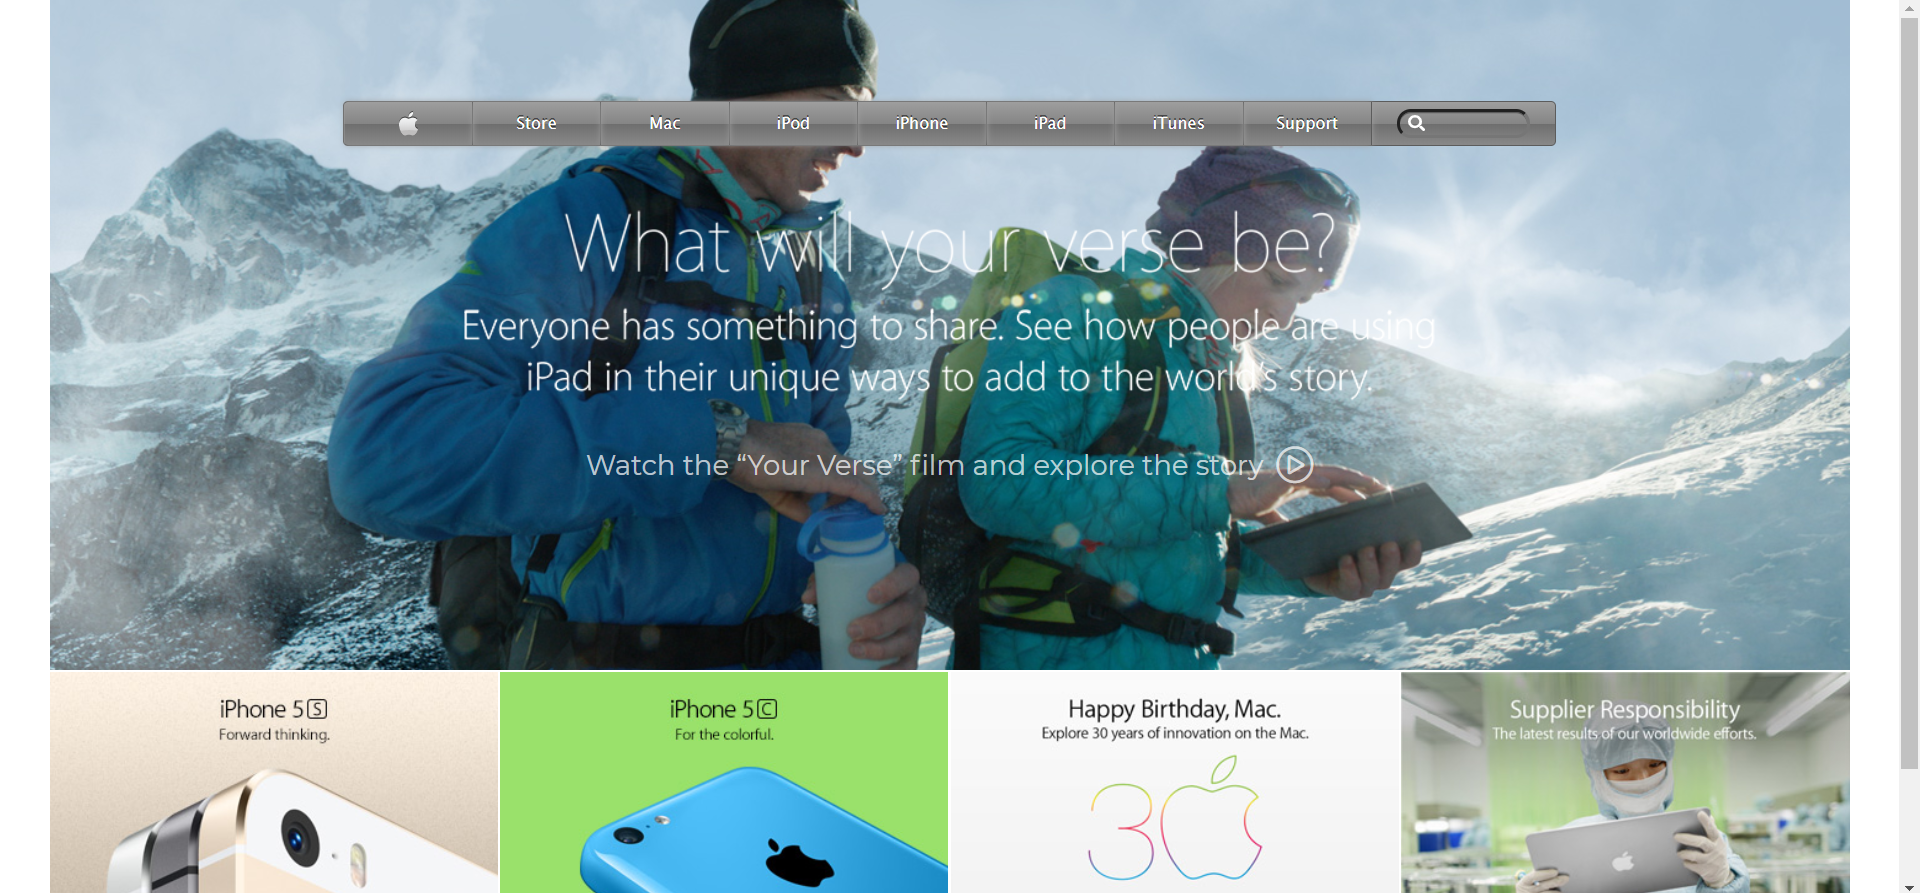 Store Mac iPod iPhone iPad iTunes Support
What will your verse be?
Everyone has something to share. See how people are using
iPad in their unique ways to add to the world's story.
Watch the “Your Verse” film and explore the story
iPhone 5S
Forward thinking.
iPhone 5C
For the colorful.
Happy Birthday, Mac.
Explore 30 years of innovation on the Mac.
30
Supplier Responsibility
The latest results of our worldwide efforts.